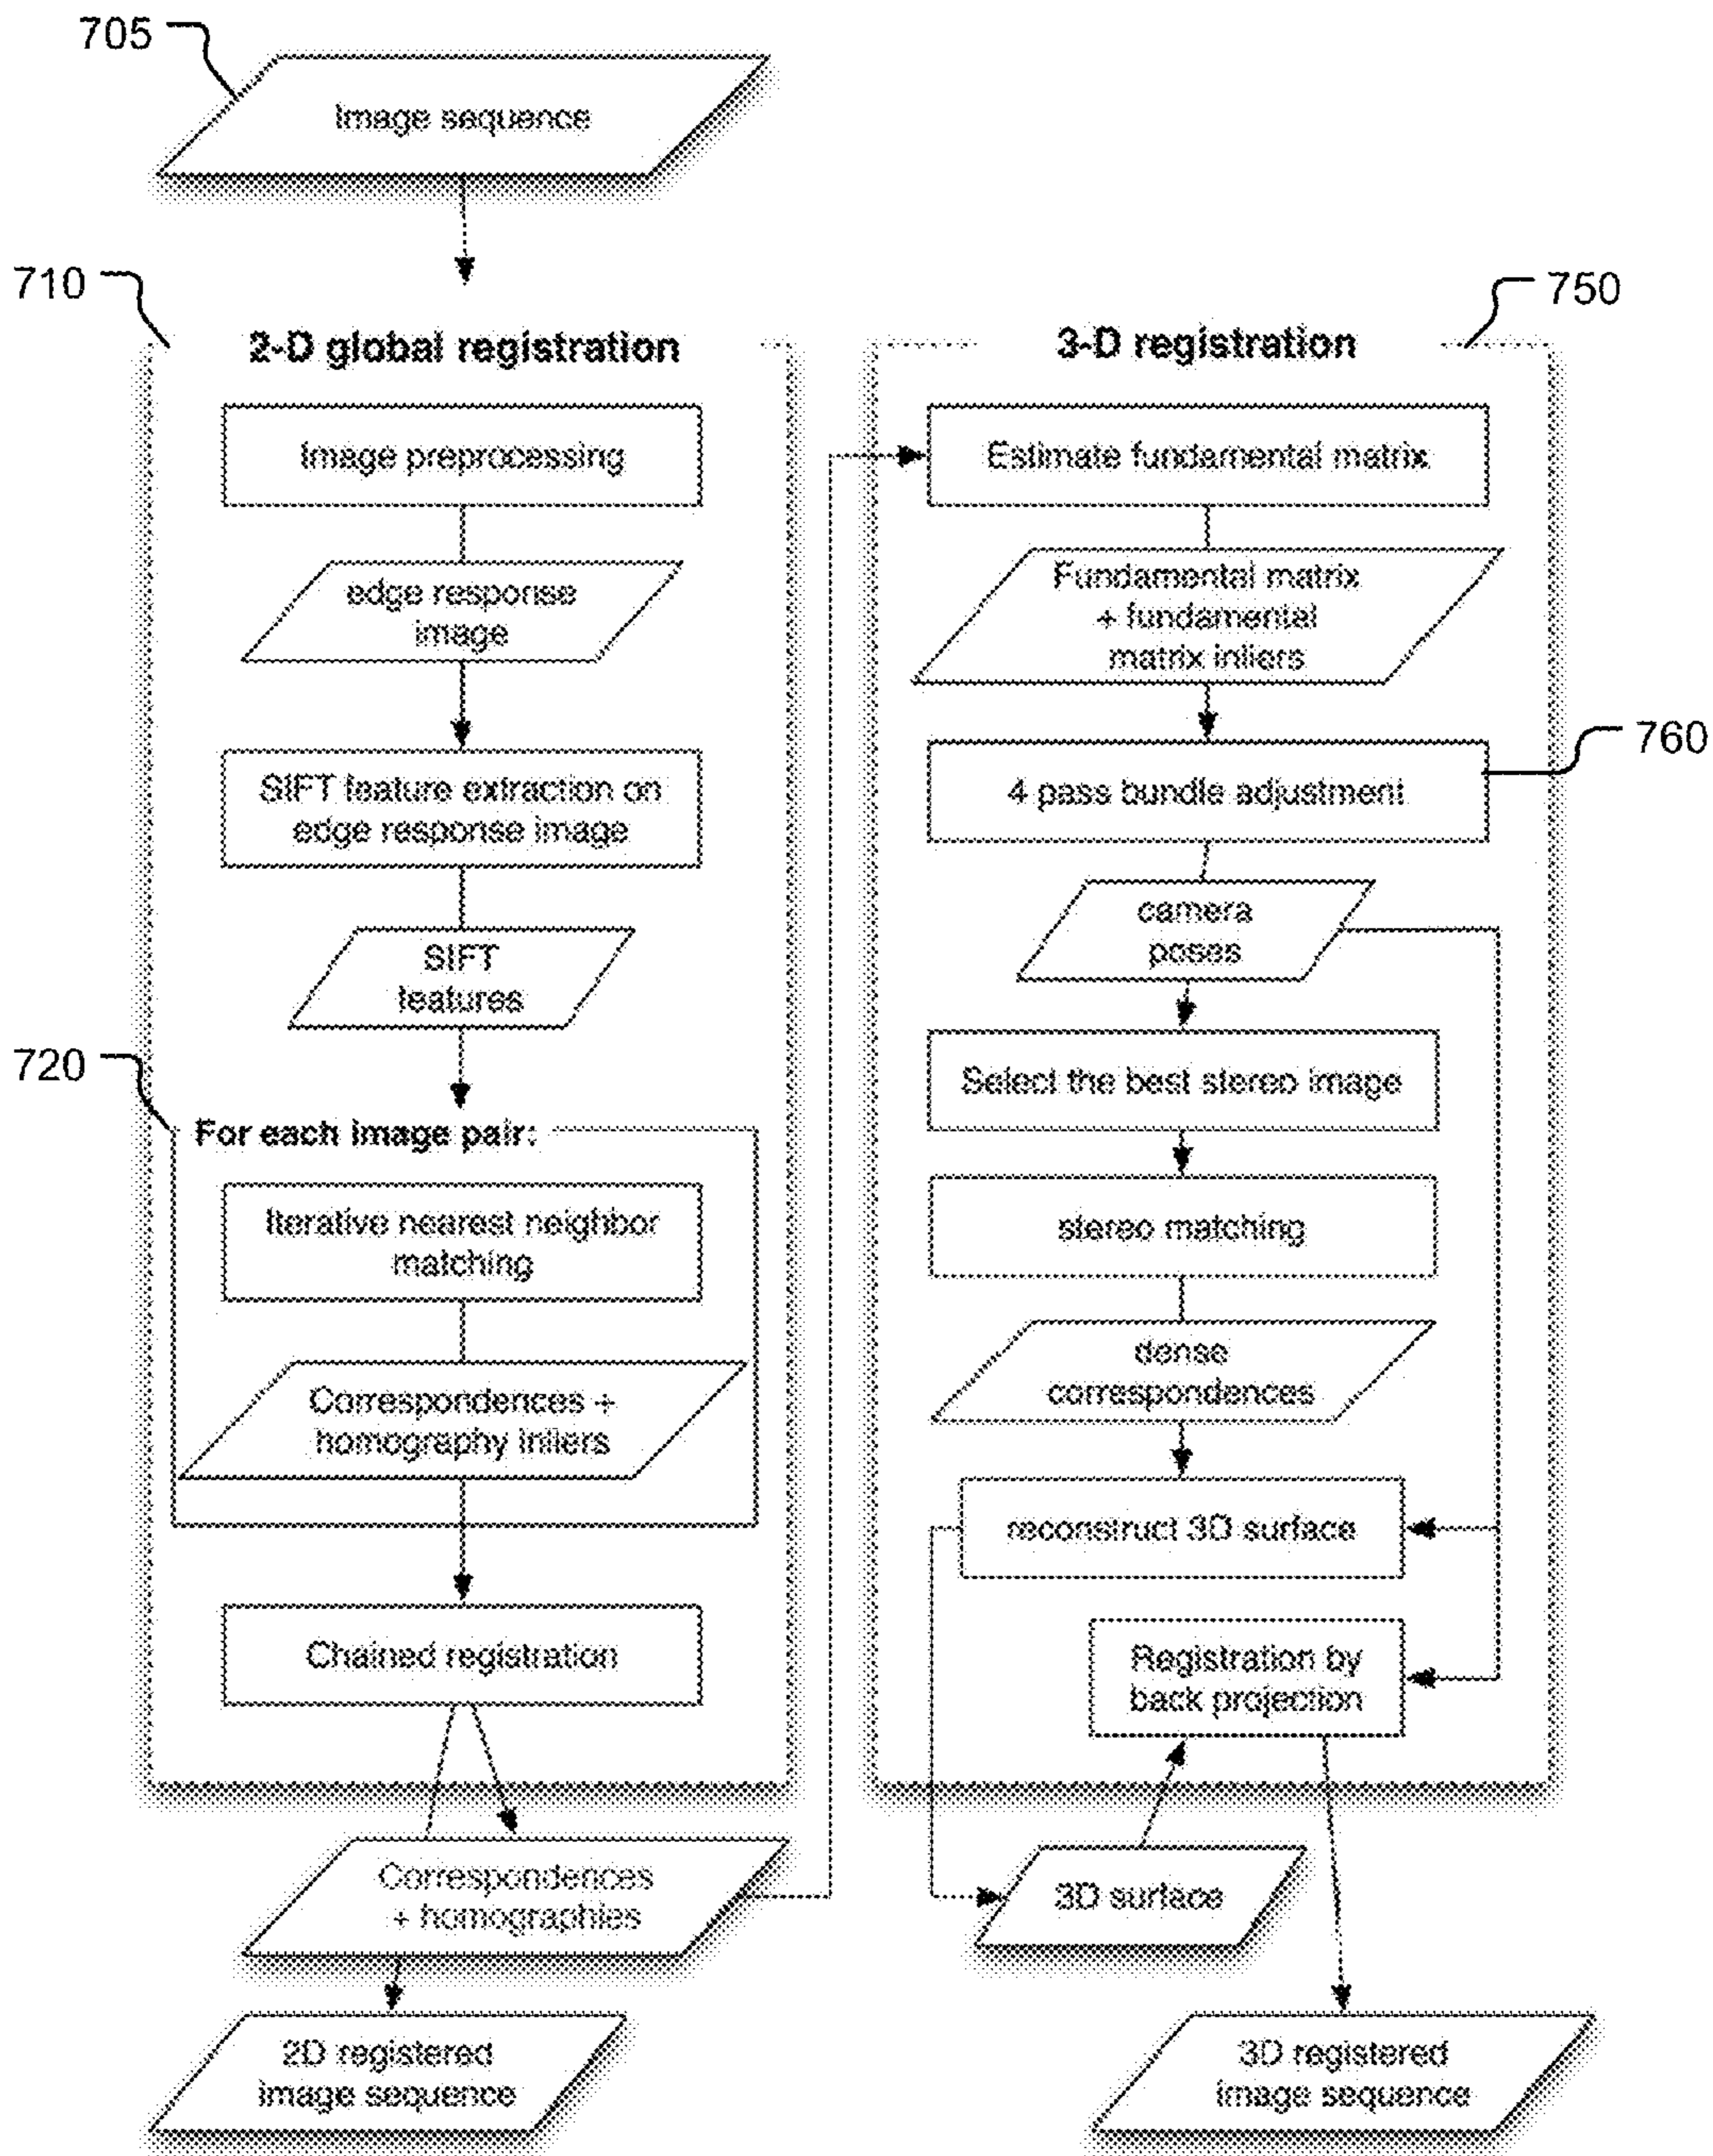 705
Image sequence
710
2-D global registration
Image preprocessing
edge response
image
SIFT feature extraction on
edge response image
SIFT
features
720
For each image pair:
Iterative nearest neighbor
matching
Correspondences +
homography inliers
Chained registration
Correspondences
+ homographies
2D registered
image sequence
750
3-D registration
Estimate fundamental matrix
Fundamental matrix
+ fundamental
matrix inliers
760
4 pass bundle adjustment
camera
poses
Select the best stereo image
stereo matching
dense
correspondences
reconstruct 3D surface
Registration by
back projection
3D surface
3D registered
image sequence